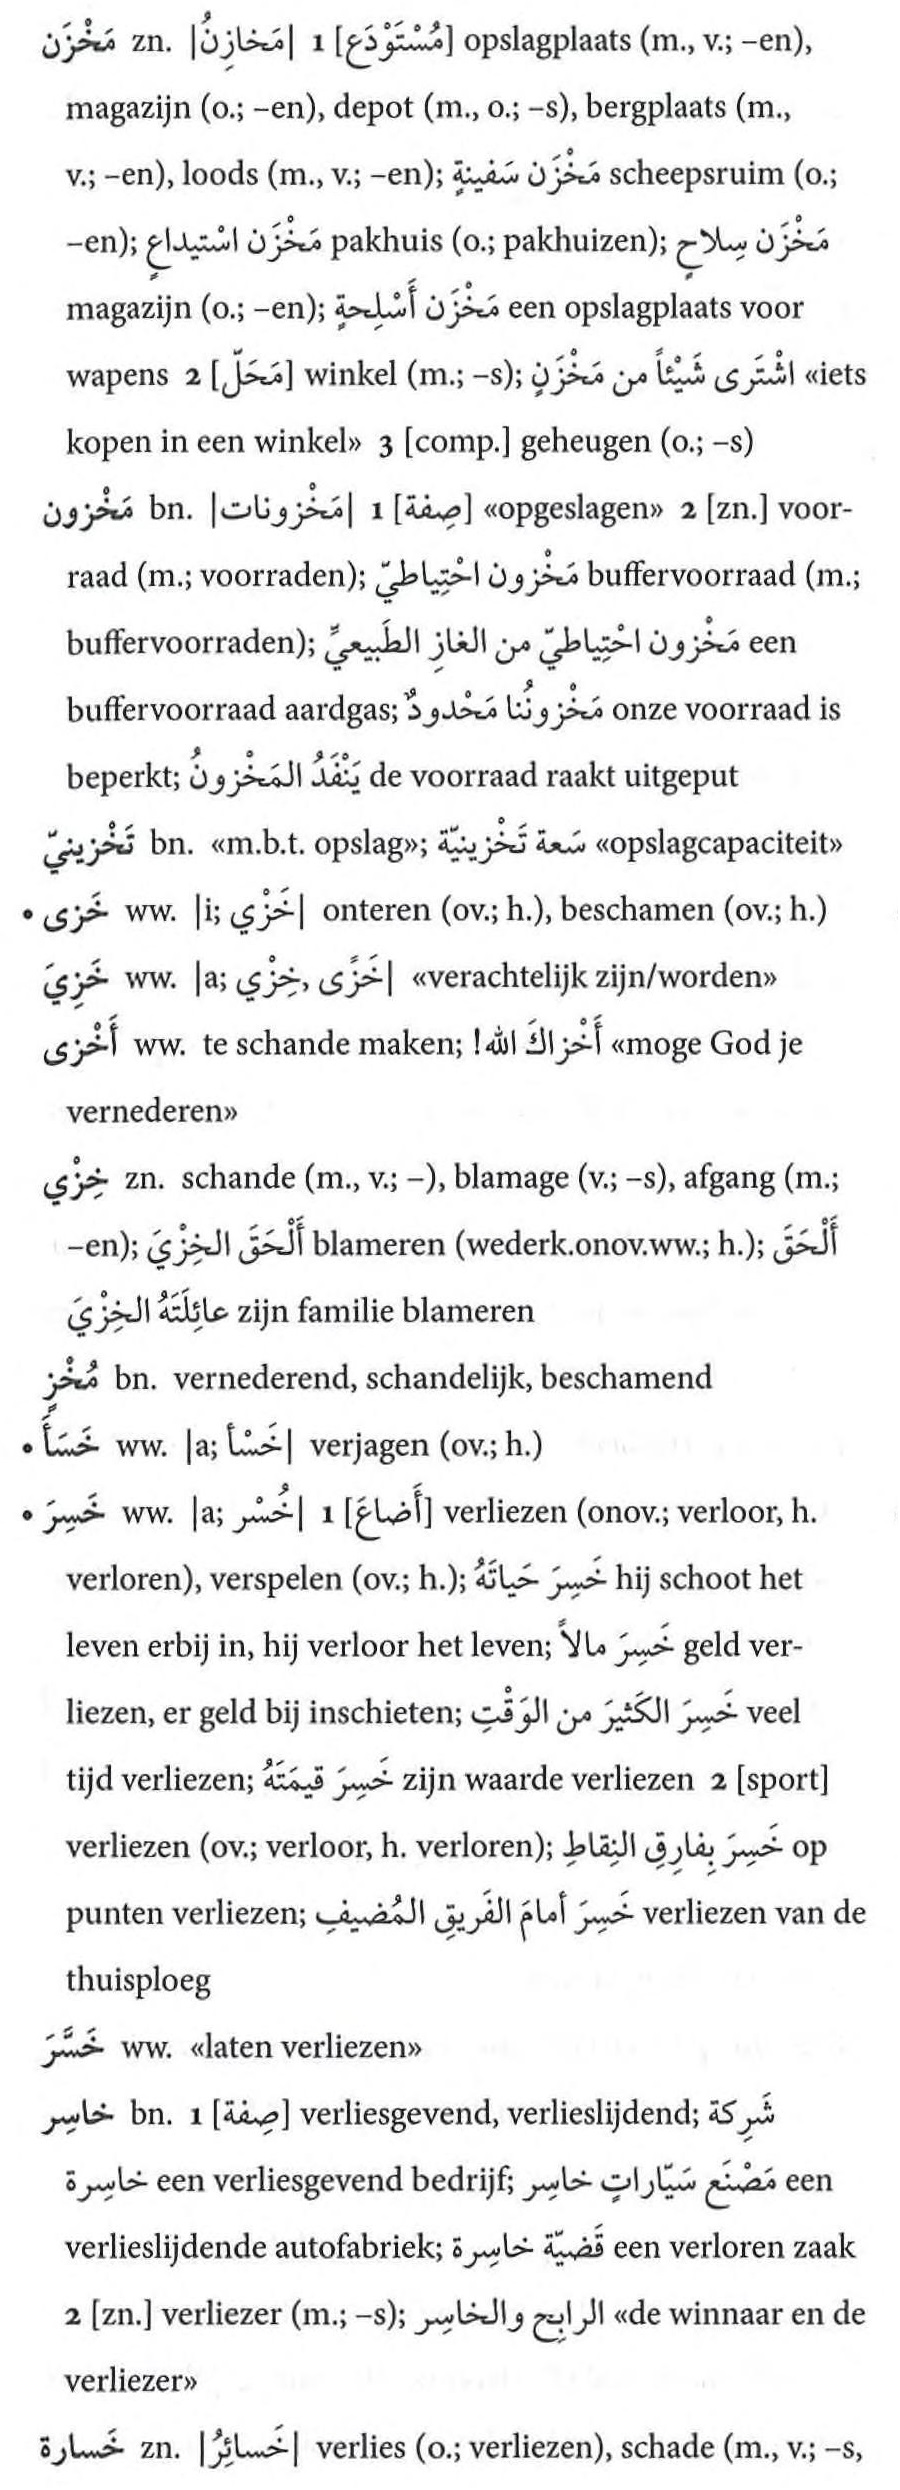 مَخْزَن zn. |مَخازِنُ| 1 [مُسْتَوْدَع] opslagplaats (m., v.; –en),
magazijn (o.; –en), depot (m., o.; –s), bergplaats (m.,
v.; –en), loods (m., v.; –en); مَخْزَن سَفينةٍ scheepsruim (o.;
–en); مَخْزَن اسْتيداعٍ pakhuis (o.; pakhuizen); مَخْزَن سِلاحٍ
magazijn (o.; –en); مَخْزَن أَسْلِحةٍ een opslagplaats voor
wapens 2 [مَحَلّ] winkel (m.; –s); اشْتَرى شَيْئاً من مَخْزَنٍ «iets
kopen in een winkel» 3 [comp.] geheugen (o.; –s)
مَخْزون bn. |مَخْزونات| 1 [صِفة] «opgeslagen» 2 [zn.] voor-
raad (m.; voorraden); مَخْزون احْتِياطيّ buffervoorraad (m.;
buffervoorraden); مَخْزون احْتِياطيّ من الغازِ الطَبيعيِّ een
buffervoorraad aardgas; مَخْزونُنا مَحْدودٌ onze voorraad is
beperkt; يَنْفَدُ المَخْزونُ de voorraad raakt uitgeput
تَخْزينيّ bn. «m.b.t. opslag»; سَعة تَخْزينيّة «opslagcapaciteit»
• خَزى ww. |i; خَزْي| onteren (ov.; h.), beschamen (ov.; h.)
خَزِيَ ww. |a; خِزْي, خَزًى| «verachtelijk zijn/worden»
أَخْزى ww. te schande maken; أَخْزاكَ الله! «moge God je
vernederen»
خِزْي zn. schande (m., v.; –), blamage (v.; –s), afgang (m.;
–en); أَلْحَقَ الخِزْيَ blameren (wederk.onov.ww.; h.); أَلْحَقَ
عائِلَتَهُ الخِزْيَ zijn familie blameren
مُخْزٍ bn. vernederend, schandelijk, beschamend
• خَسَأَ ww. |a; خَسْأ| verjagen (ov.; h.)
• خَسِرَ ww. |a; خُسْر| 1 [أَضاعَ] verliezen (onov.; verloor, h.
verloren), verspelen (ov.; h.); خَسِرَ حَياتَهُ hij schoot het
leven erbij in, hij verloor het leven; خَسِرَ مالاً geld ver-
liezen, er geld bij inschieten; خَسِرَ الكَثيرَ من الوَقْتِ veel
tijd verliezen; خَسِرَ قيمَتَهُ zijn waarde verliezen 2 [sport]
verliezen (ov.; verloor, h. verloren); خَسِرَ بِفارِقِ النِقاطِ op
punten verliezen; خَسِرَ أمامَ الفَريقِ المُضيفِ verliezen van de
thuisploeg
خَسَّرَ ww. «laten verliezen»
خاسِر bn. 1 [صِفة] verliesgevend, verlieslijdend; شَرِكة
خاسِرة een verliesgevend bedrijf; مَصْنَع سَيّاراتٍ خاسِر een
verlieslijdende autofabriek; قَضيّة خاسِرة een verloren zaak
2 [zn.] verliezer (m.; –s); الرابِح والخاسِر «de winnaar en de
verliezer»
خَسارة zn. |خَسائِرُ| verlies (o.; verliezen), schade (m., v.; –s,